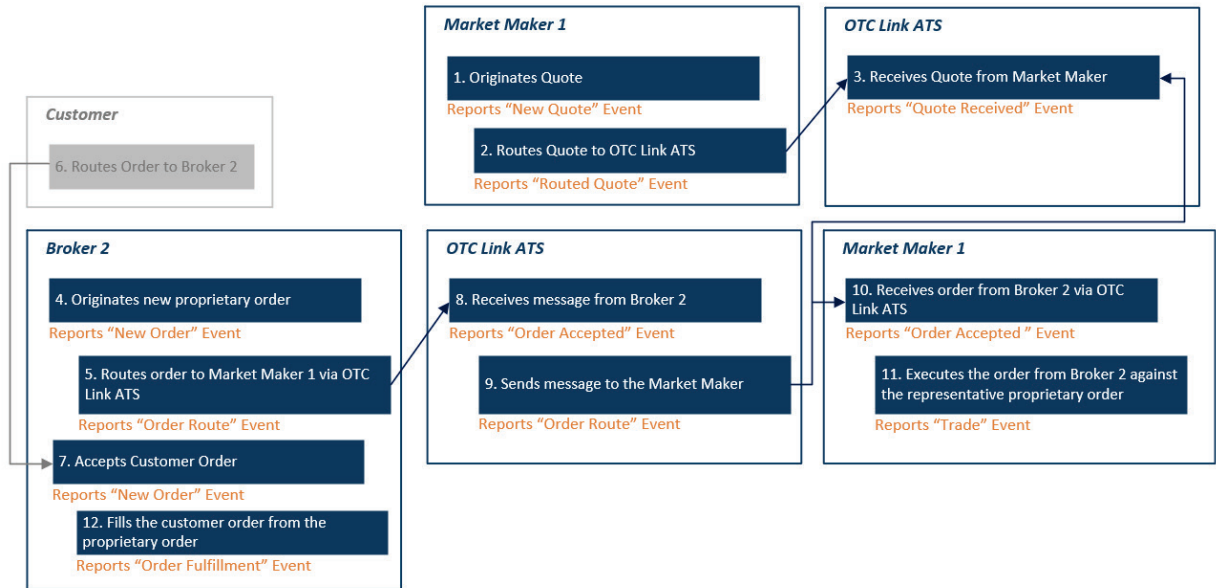 Market Maker 1
1. Originates Quote
Reports “New Quote” Event
2. Routes Quote to OTC Link ATS
Reports “Routed Quote” Event
OTC Link ATS
3. Receives Quote from Market Maker
Reports “Quote Received” Event
Customer
6. Routes Order to Broker 2
Broker 2
4. Originates new proprietary order
Reports “New Order” Event
5. Routes order to Market Maker 1 via OTC
Link ATS
Reports “Order Route” Event
7. Accepts Customer Order
Reports “New Order” Event
12. Fills the customer order from the
proprietary order
Reports “Order Fulfillment” Event
OTC Link ATS
8. Receives message from Broker 2
Reports “Order Accepted” Event
9. Sends message to the Market Maker
Reports “Order Route” Event
Market Maker 1
10. Receives order from Broker 2 via OTC
Link ATS
Reports “Order Accepted ” Event
11. Executes the order from Broker 2 against
the representative proprietary order
Reports “Trade” Event